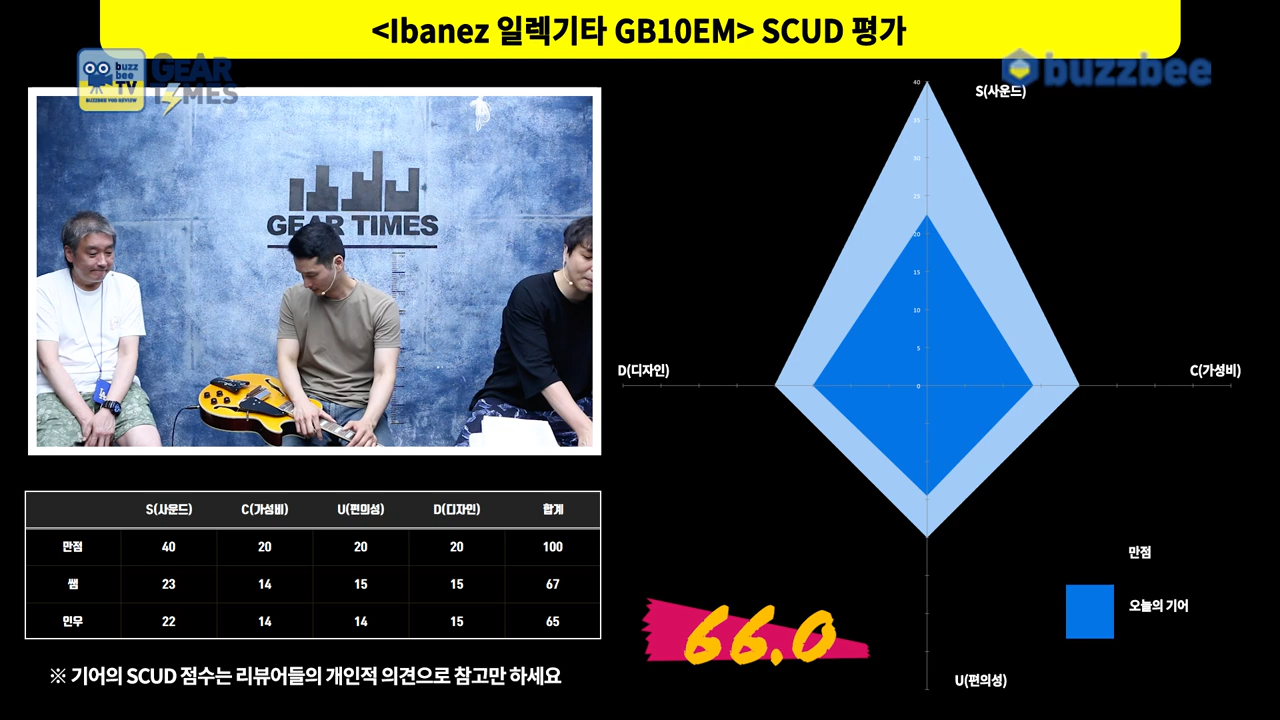 <Ibanez 일렉기타 GB10EM> SCUD 평가
buzz
bee
TV
BUZZBEE VOD REVIEW
GEAR
TIMES
buzzbee
GEAR TIMES
S(사운드)
40
35
30
25
20
15
10
5
0
D(디자인)
C(가성비)
U(편의성)
만점
오늘의 기어
S(사운드) C(가성비) U(편의성) D(디자인) 합계
만점 40 20 20 20 100
쌤 23 14 15 15 67
민우 22 14 14 15 65
66.0
※ 기어의 SCUD 점수는 리뷰어들의 개인적 의견으로 참고만 하세요